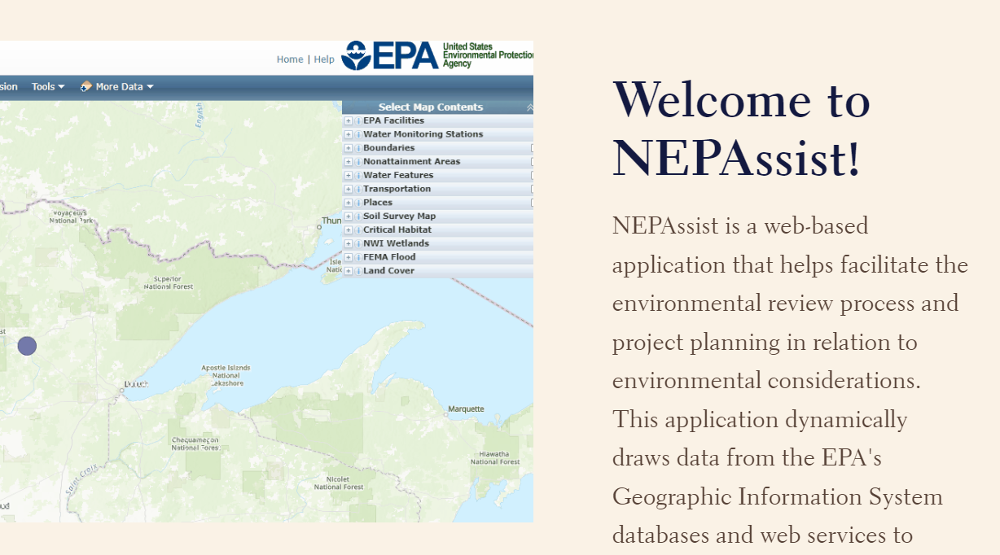 Home | Help
EPA
United States
Environmental Protectio
Agency
sion Tools More Data
Select Map Contents
EPA Facilities
Water Monitoring Stations
Boundaries
Nonattainment Areas
Water Features
Transportation
Places
Soil Survey Map
Critical Habitat
NWI Wetlands
FEMA Flood
Land Cover
English
Voyageurs
National Park
Thun
Isle
Natio
Superior
National Forest
st
Duluth
Apostle Islands
National
Lakeshore
Marquette
Chequamegon
National Forest
Hiawatha
National Forest
Saint Croix
Nicolet
National Forest
ud
Welcome to
NEPAssist!
NEPAssist is a web-based
application that helps facilitate the
environmental review process and
project planning in relation to
environmental considerations.
This application dynamically
draws data from the EPA's
Geographic Information System
databases and web services to